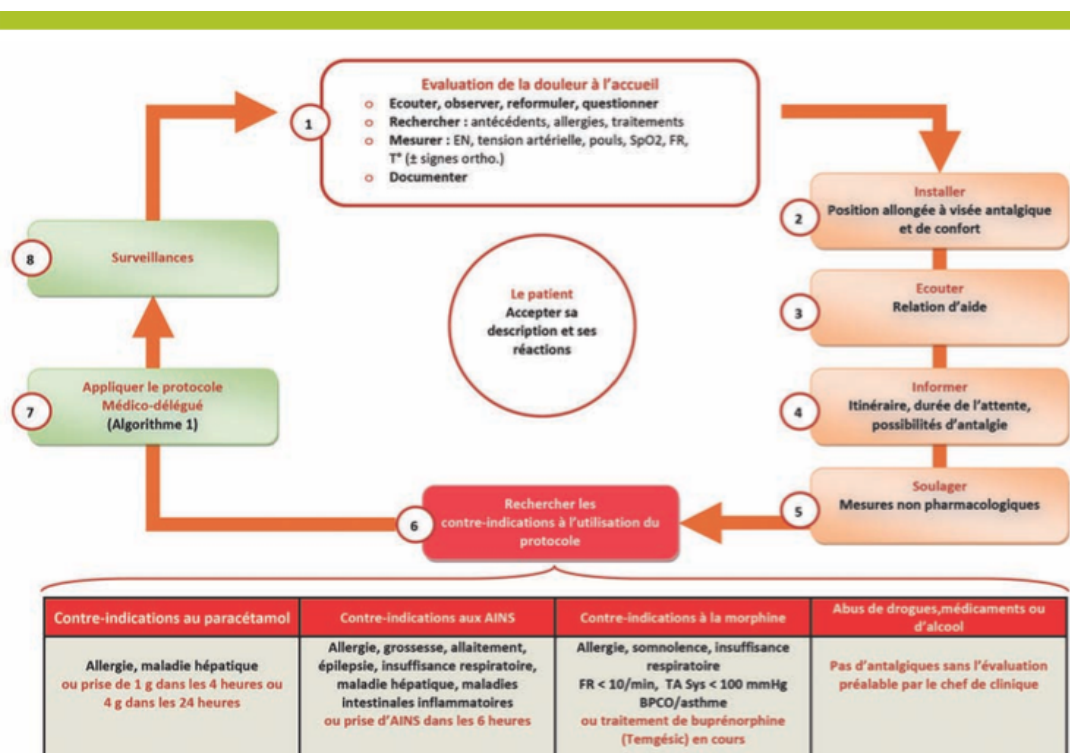 Evaluation de la douleur à l'accueil
o Ecouter, observer, reformuler, questionner
o Rechercher : antécédents, allergies, traitements
o Mesurer : EN, tension artérielle, pouls, SpO2, FR,
T° (± signes ortho.)
o Documenter
1
Installer
Position allongée à visée antalgique
et de confort
2
Ecouter
Relation d'aide
3
Informer
Itinéraire, durée de l'attente,
possibilités d'antalgie
4
Soulager
Mesures non pharmacologiques
5
Rechercher les
contre-indications à l'utilisation du
protocole
6
Appliquer le protocole
Médico-délégué
(Algorithme 1)
7
Surveillances
8
Le patient
Accepter sa
description et ses
réactions
Contre-indications au paracétamol
Allergie, maladie hépatique
ou prise de 1 g dans les 4 heures ou
4 g dans les 24 heures
Contre-indications aux AINS
Allergie, grossesse, allaitement,
épilepsie, insuffisance respiratoire,
maladie hépatique, maladies
intestinales inflammatoires
ou prise d'AINS dans les 6 heures
Contre-indications à la morphine
Allergie, somnolence, insuffisance
respiratoire
FR < 10/min, TA Sys < 100 mmHg
BPCO/asthme
ou traitement de buprénorphine
(Temgésic) en cours
Abus de drogues,médicaments ou
d'alcool
Pas d'antalgiques sans l'évaluation
préalable par le chef de clinique